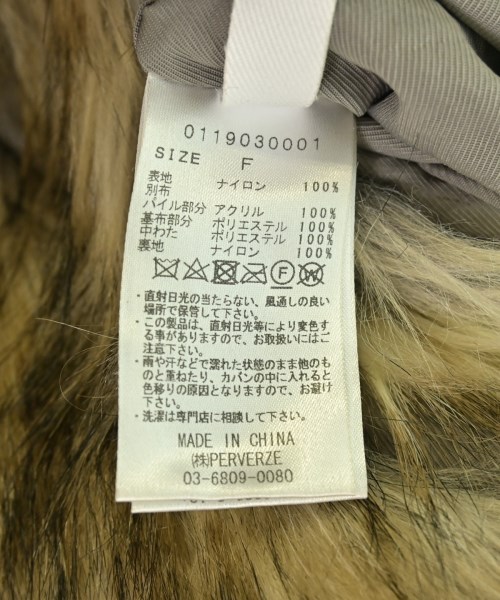 0119030001
SIZE F
表地 ナイロン 100%
別布
パイル部分 アクリル 100%
基布部分 ポリエステル 100%
中わた ポリエステル 100%
裏地 ナイロン 100%
F W
・直射日光の当たらない、風通しの良い
場所で保管して下さい。
・この製品は、直射日光等により変色す
る事がありますので、お取扱いにはご
注意下さい。
・雨や汗などで濡れた状態のまま他のも
のと重ねたり、カバンの中に入れると
色移りの原因となりますので、お避け
下さい。
・洗濯は専門店に相談して下さい。
MADE IN CHINA
㈱PERVERZE
03-6809-0080